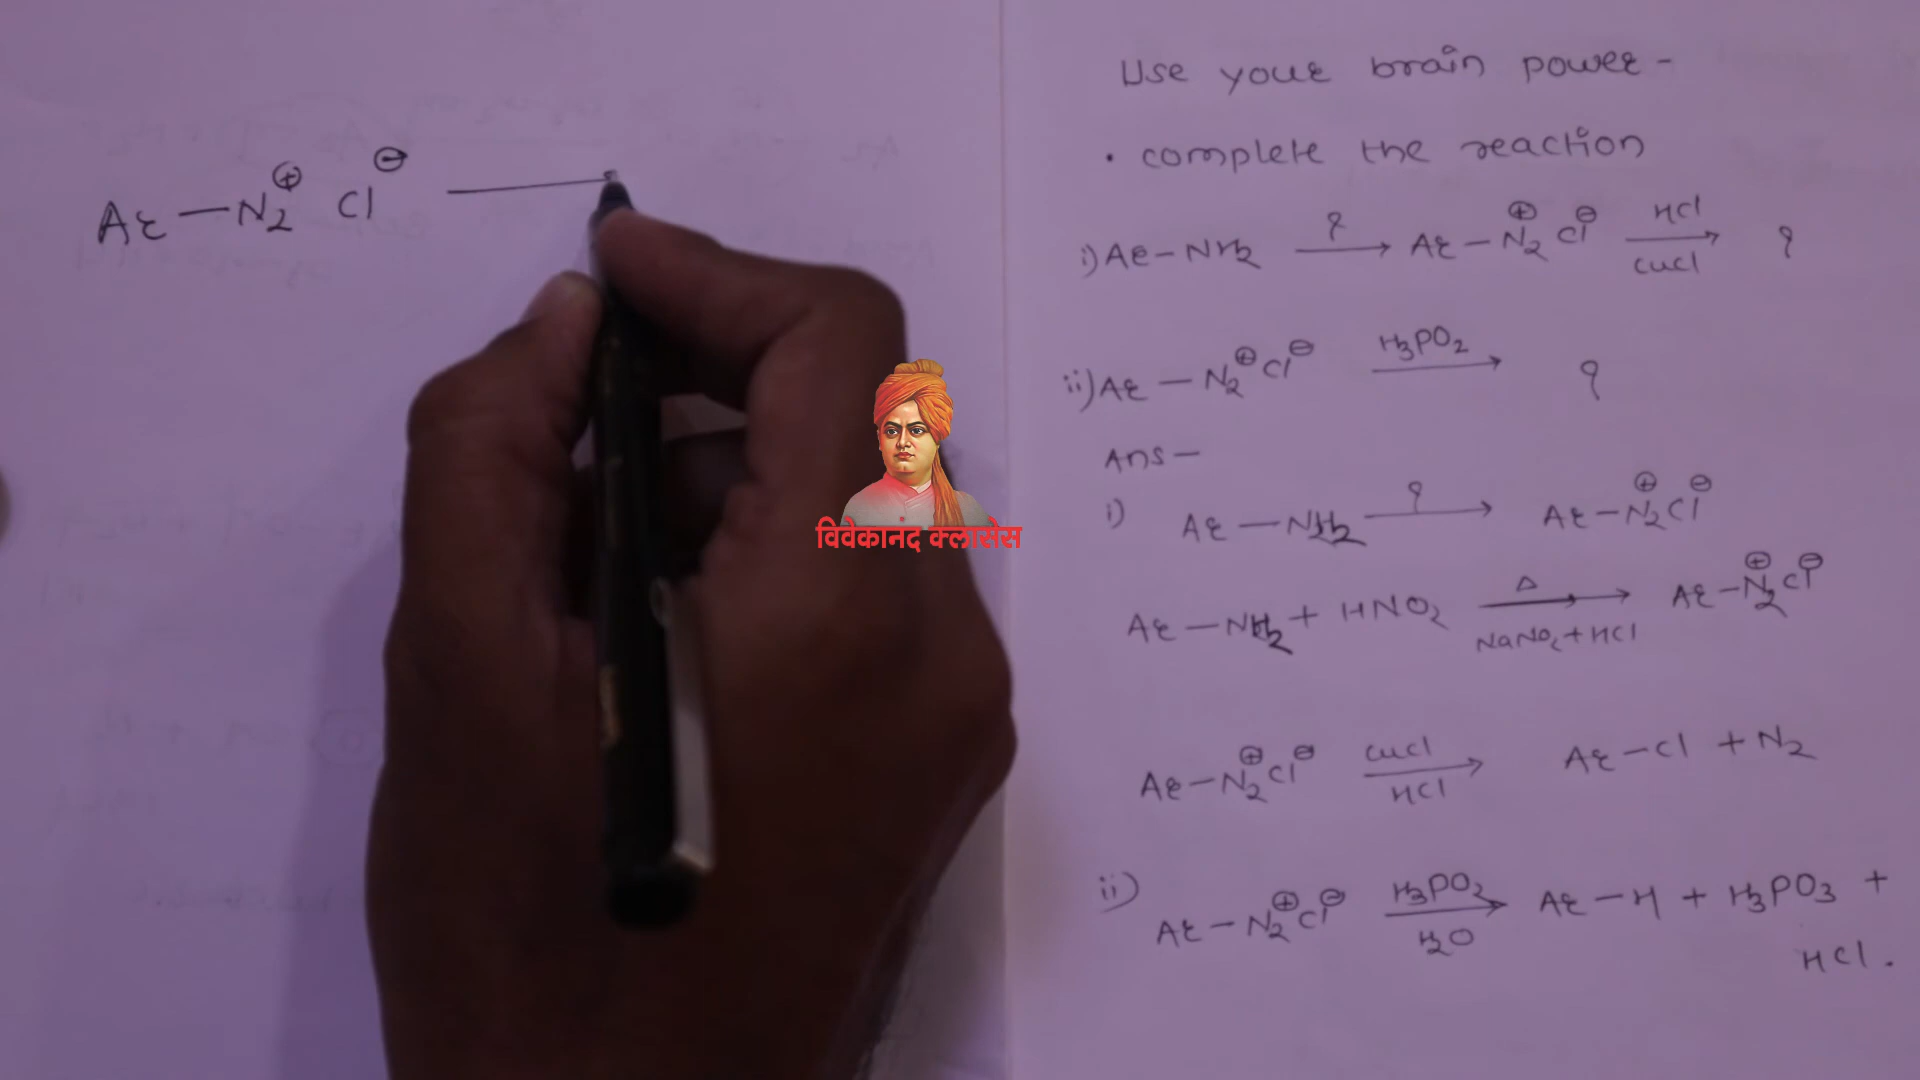 Ar — N₂⊕ Cl⊖ —
Use your brain power -
• complete the reaction
i) Ar – NH₂ —?→ Ar – N₂⊕ Cl⊖ —HCl/CuCl→ ?
ii) Ar – N₂⊕ Cl⊖ —H₃PO₂→ ?
Ans –
i) Ar – NH₂ —?→ Ar – N₂⊕ Cl⊖
Ar – NH₂ + HNO₂ —Δ/NaNO₂ + HCl→ Ar – N₂⊕ Cl⊖
Ar – N₂⊕ Cl⊖ —CuCl/HCl→ Ar – Cl + N₂
ii) Ar – N₂⊕ Cl⊖ —H₃PO₂/H₂O→ Ar – H + H₃PO₃ +
HCl.
विवेकानंद क्लासेस